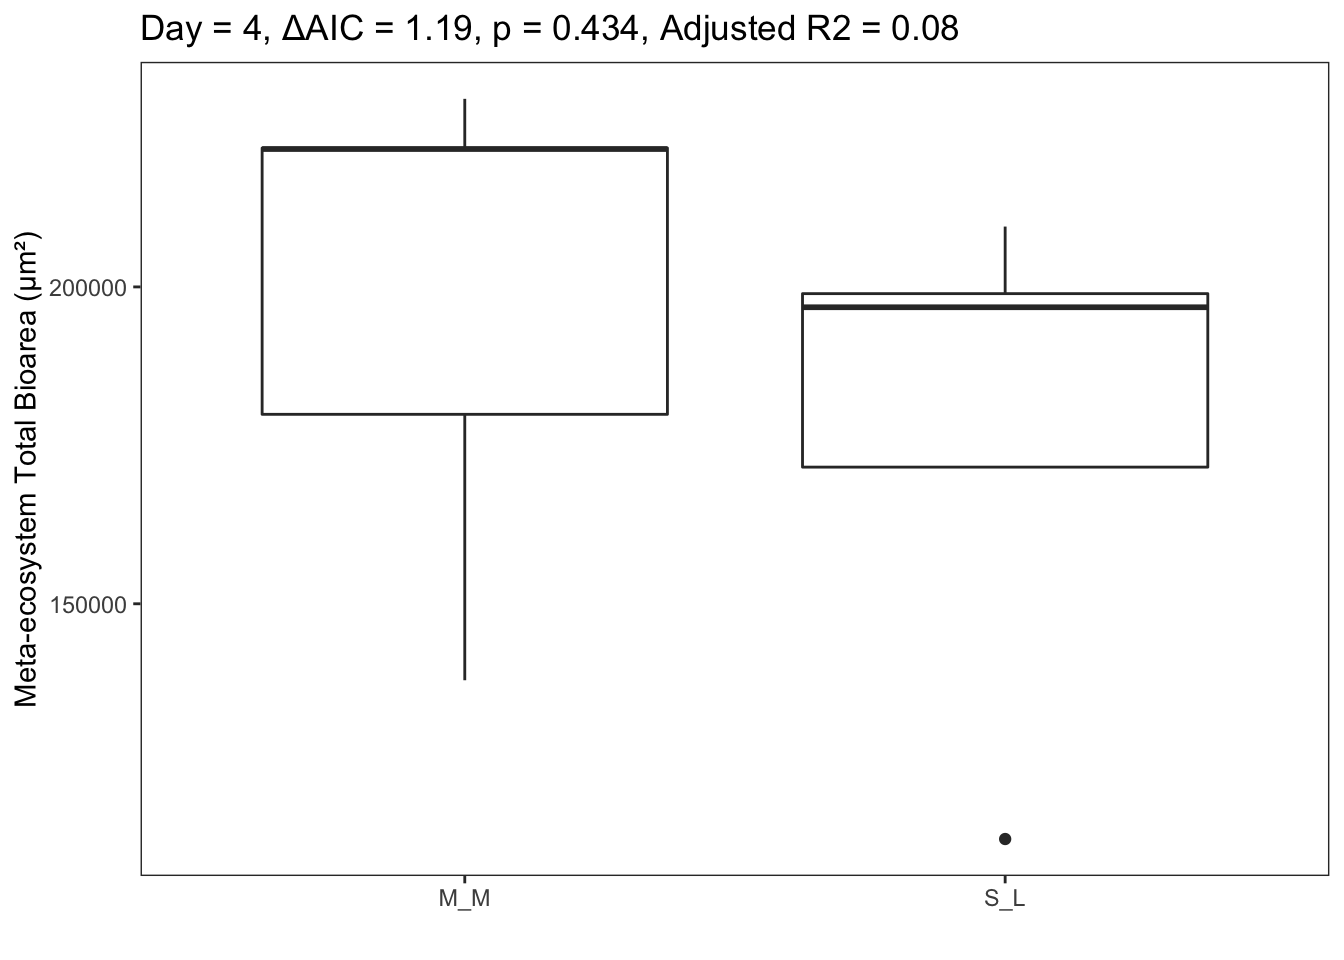 Day = 4, ΔAIC = 1.19, p = 0.434, Adjusted R2 = 0.08
Meta-ecosystem Total Bioarea (μm²)
200000
150000
M_M
S_L